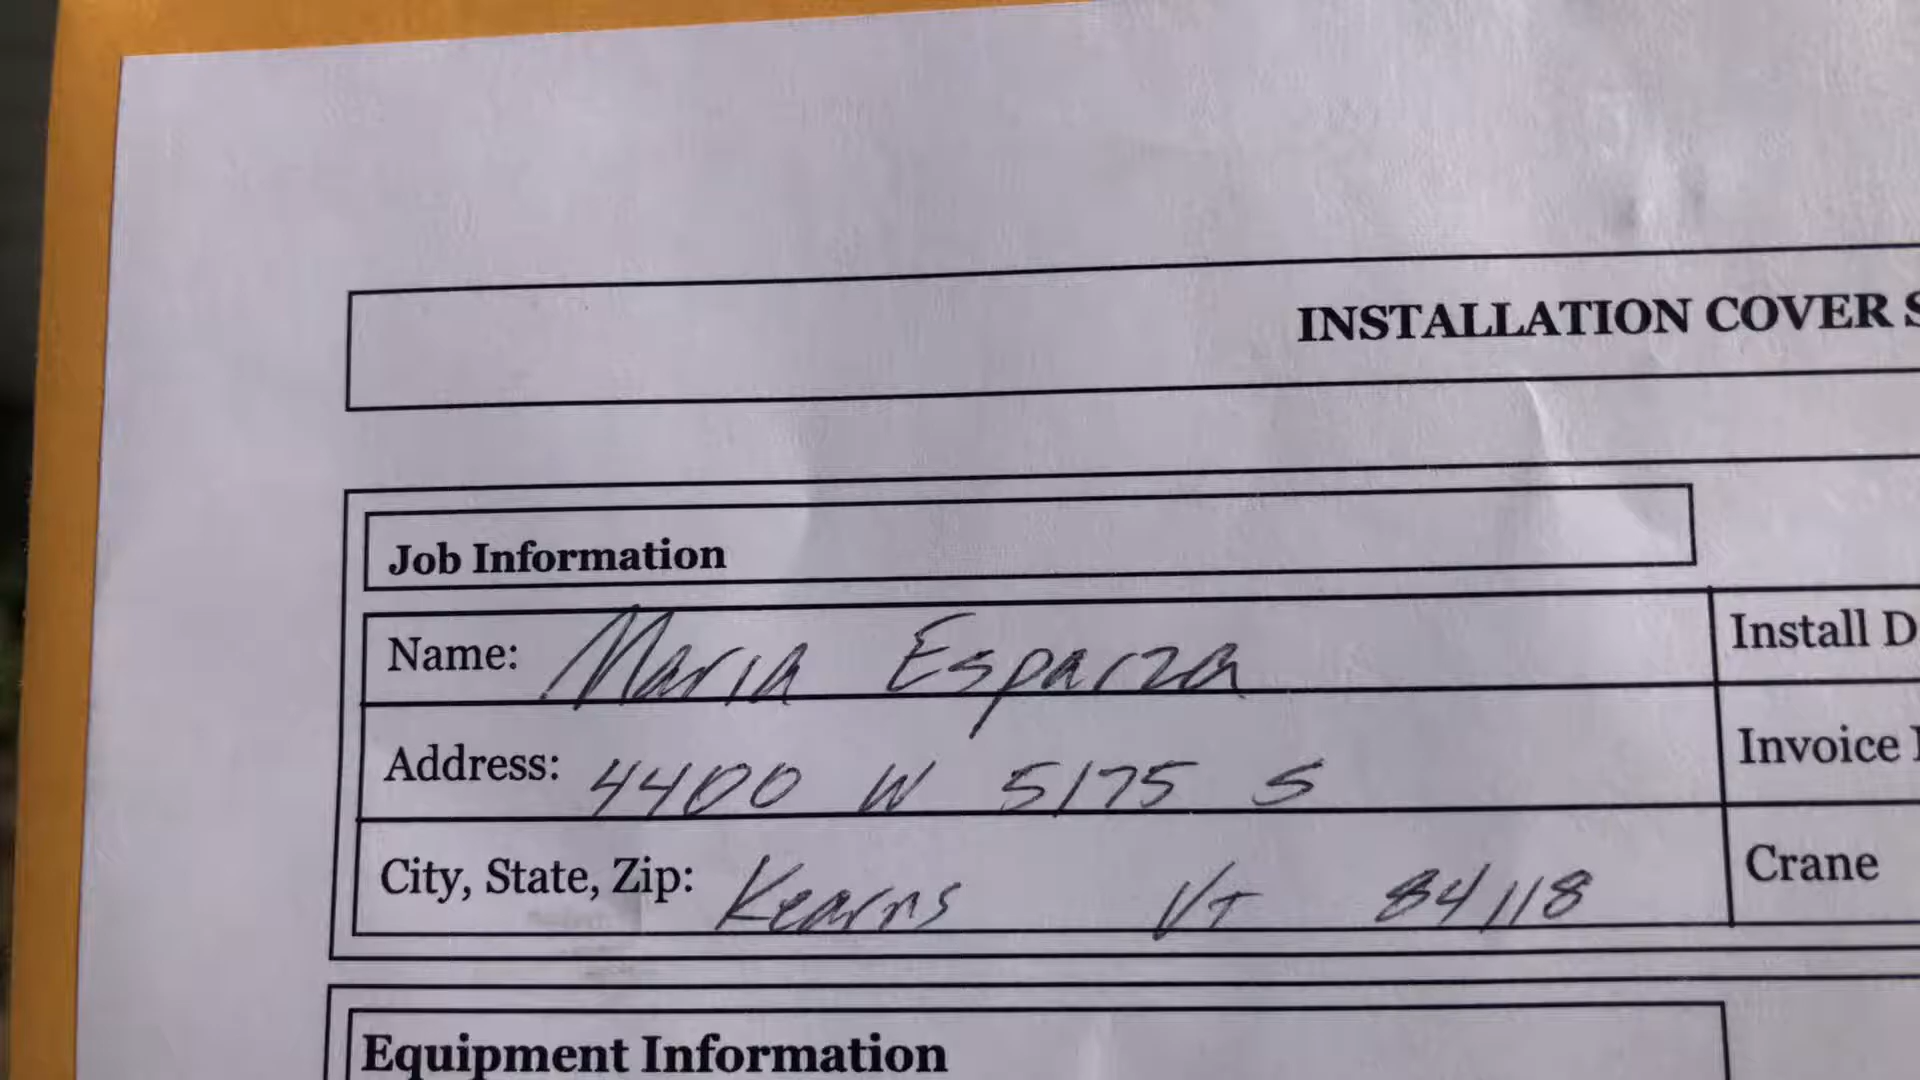 INSTALLATION COVER S
Job Information
Name: Maria Esparza
Install D
Address: 4400 W 5175 S
Invoice
City, State, Zip: Kearns UT 84118
Crane
Equipment Information